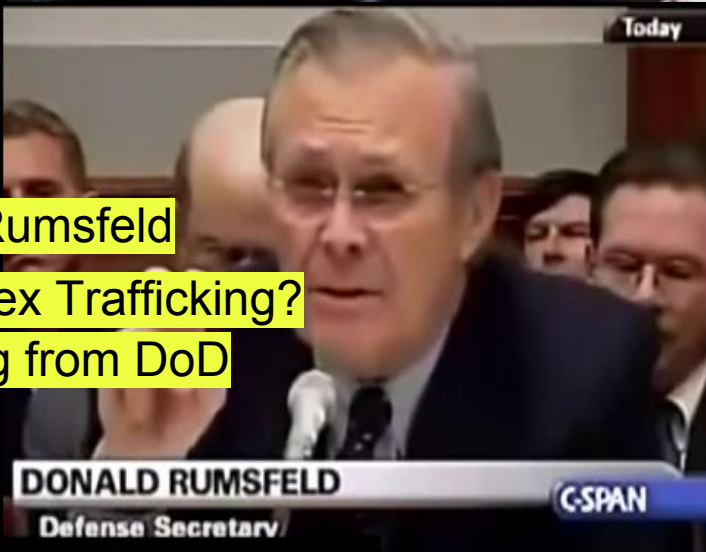 Today
Rumsfeld
ex Trafficking?
g from DoD
DONALD RUMSFELD
C-SPAN
Defense Secretary